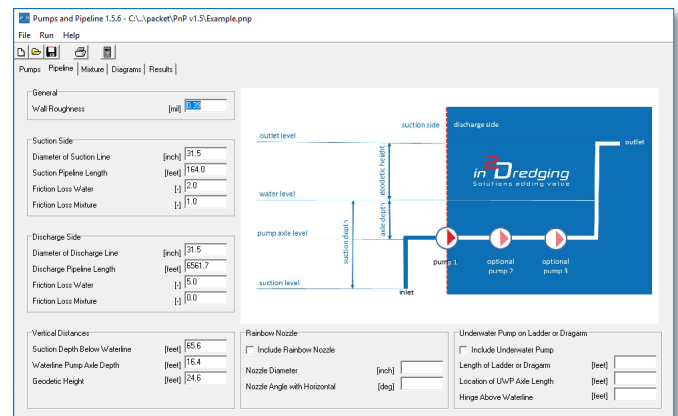 Pumps and Pipeline 1.5.6 - C:\..\packet\PnP v1.5\Example.pnp
File Run Help
Pumps Pipeline Mixture Diagrams Results
General
Wall Roughness [mil] 0.39
Suction Side
Diameter of Suction Line [inch] 31.5
Suction Pipeline Length [feet] 164.0
Friction Loss Water [-] 2.0
Friction Loss Mixture [-] 1.0
Discharge Side
Diameter of Discharge Line [inch] 31.5
Discharge Pipeline Length [feet] 6561.7
Friction Loss Water [-] 5.0
Friction Loss Mixture [-] 0.0
Vertical Distances
Suction Depth Below Waterline [feet] 65.6
Waterline Pump Axle Depth [feet] 16.4
Geodetic Height [feet] 24.6
suction side discharge side
outlet level
outlet
geodetic height
in2Dredging
Solutions adding value
water level
suction depth
axle depth
pump axle level
pump 1
optional pump 2
optional pump 3
suction level
inlet
Rainbow Nozzle
Include Rainbow Nozzle
Nozzle Diameter [inch]
Nozzle Angle with Horizontal [deg]
Underwater Pump on Ladder or Dragarm
Include Underwater Pump
Length of Ladder or Dragarm [feet]
Location of UWP Axle Length [feet]
Hinge Above Waterline [feet]